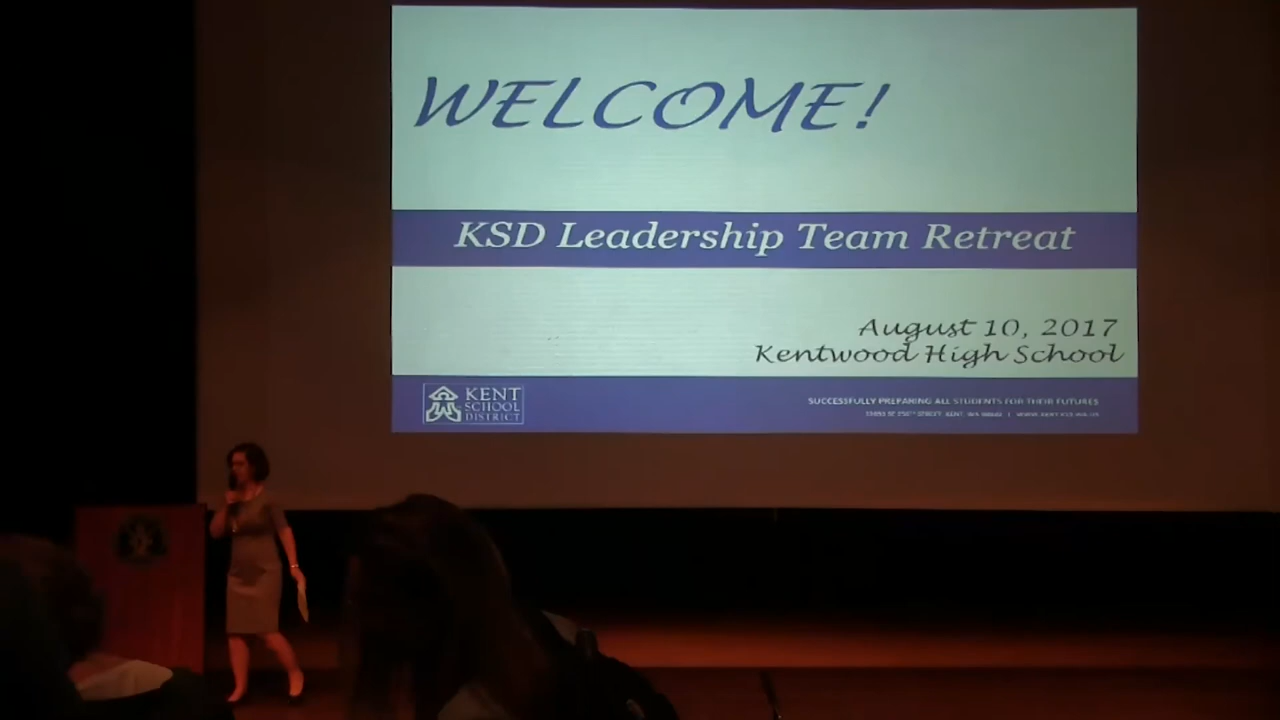 WELCOME!
KSD Leadership Team Retreat
August 10, 2017
Kentwood High School
KENT
SCHOOL
DISTRICT
SUCCESSFULLY PREPARING ALL STUDENTS FOR THEIR FUTURES